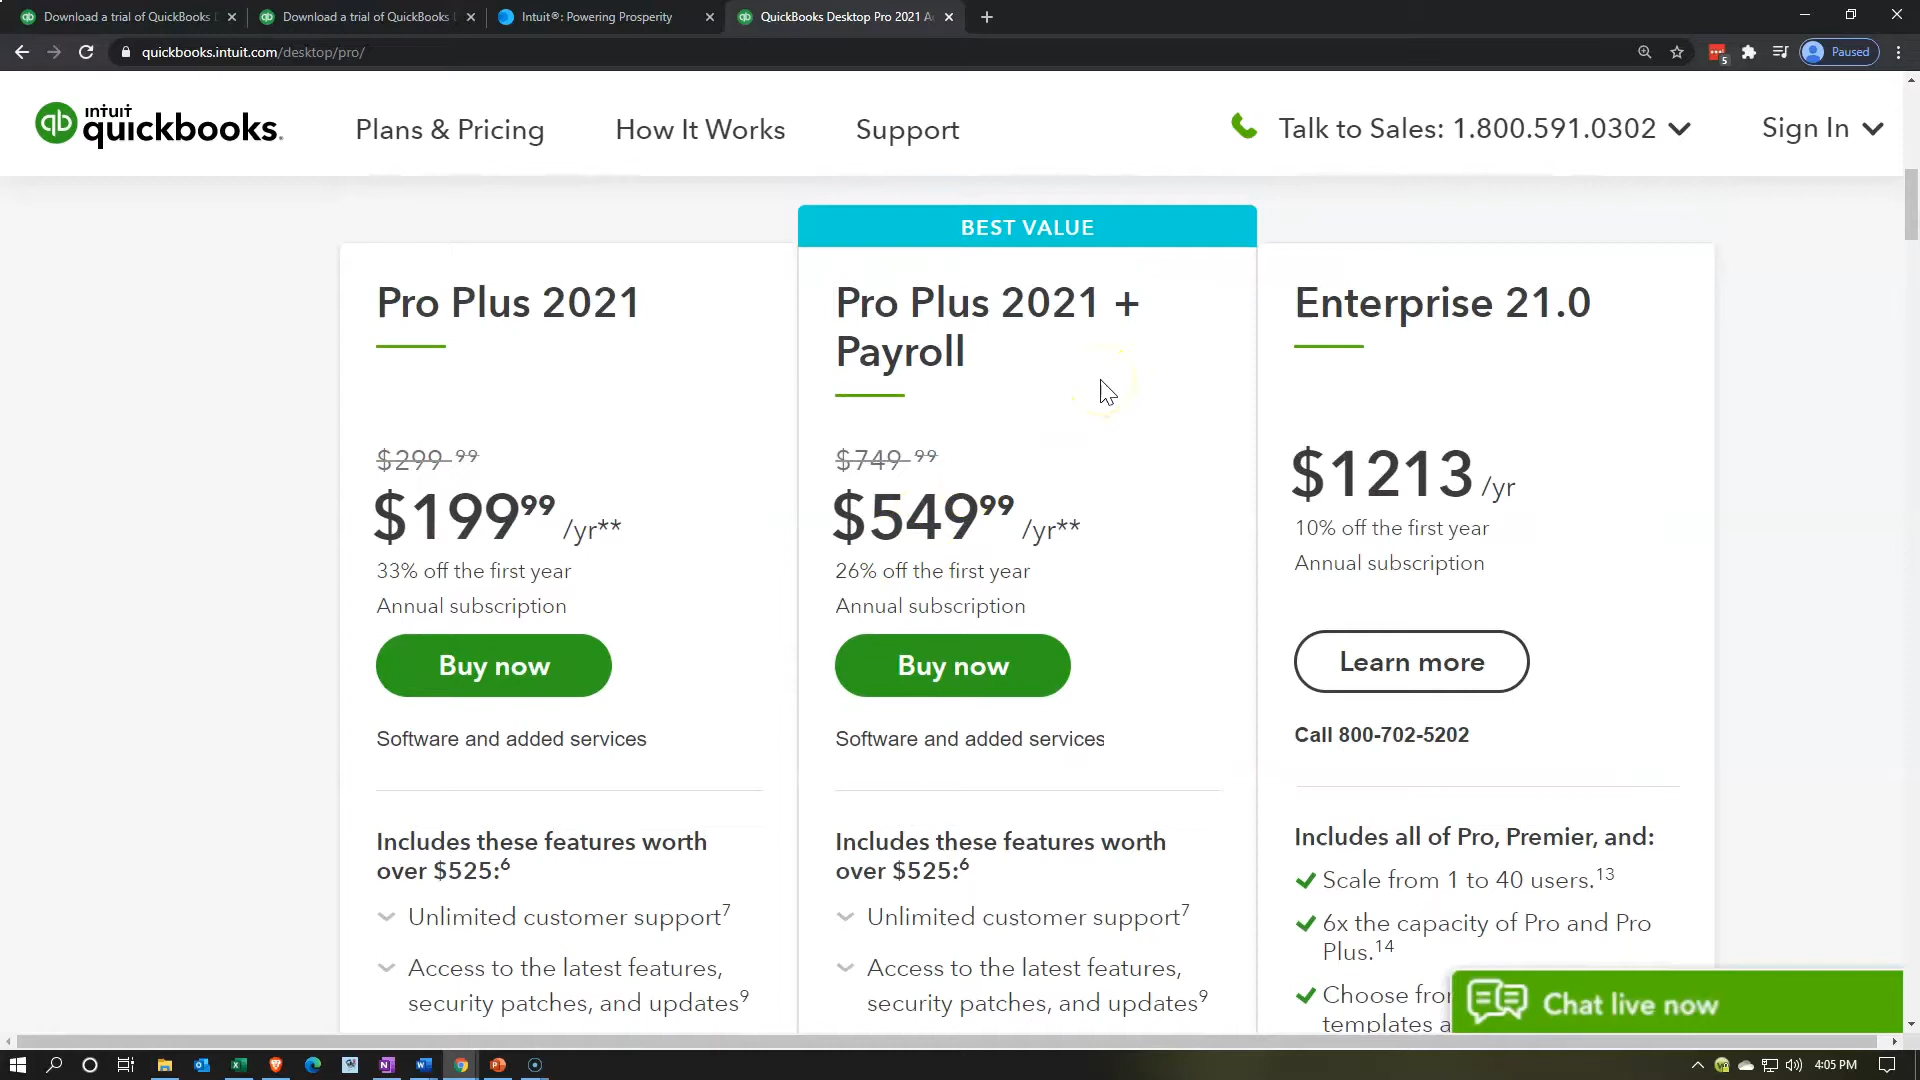 Download a trial of QuickBooks
Download a trial of QuickBooks
Intuit®: Powering Prosperity
QuickBooks Desktop Pro 2021 A
quickbooks.intuit.com/desktop/pro/
5
Paused
intuit
quickbooks.
Plans & Pricing
How It Works
Support
Talk to Sales: 1.800.591.0302
Sign In
BEST VALUE
Pro Plus 2021
$299 99
$199 99 /yr**
33% off the first year
Annual subscription
Buy now
Software and added services
Includes these features worth
over $525:6
Unlimited customer support7
Access to the latest features,
security patches, and updates9
Pro Plus 2021 +
Payroll
$749 99
$549 99 /yr**
26% off the first year
Annual subscription
Buy now
Software and added services
Includes these features worth
over $525:6
Unlimited customer support7
Access to the latest features,
security patches, and updates9
Enterprise 21.0
$1213 /yr
10% off the first year
Annual subscription
Learn more
Call 800-702-5202
Includes all of Pro, Premier, and:
Scale from 1 to 40 users.13
6x the capacity of Pro and Pro
Plus.14
Choose
templates
Chat live now
4:05 PM